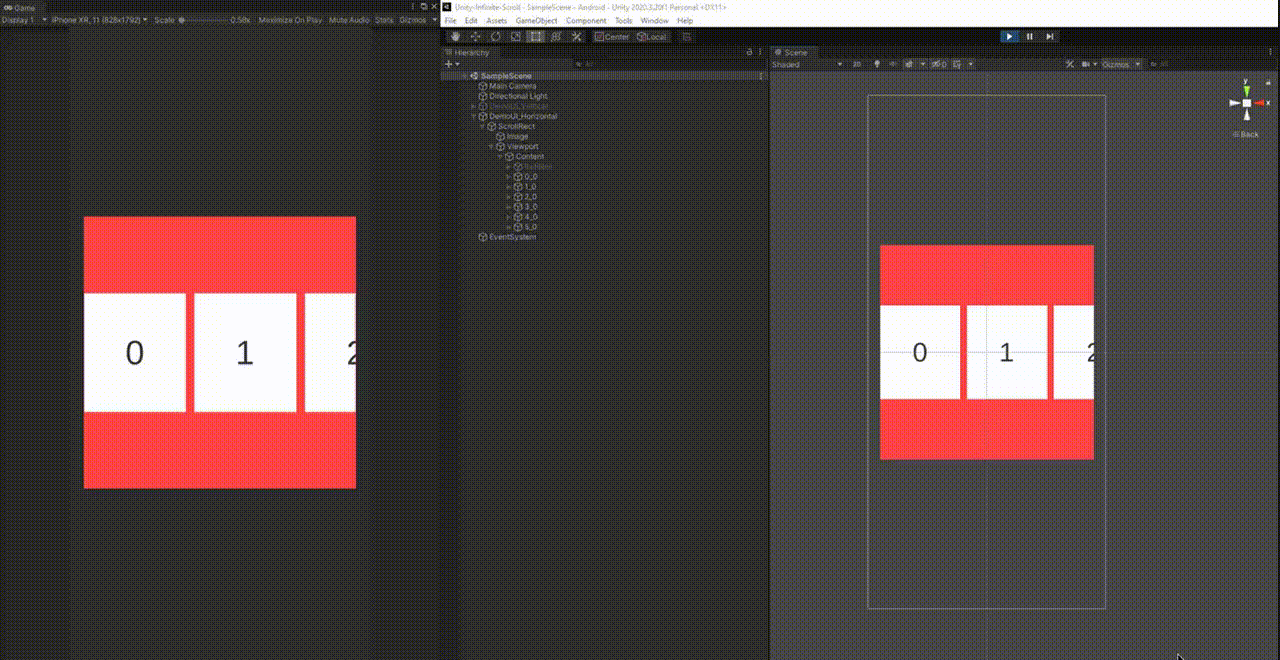 Game
Display 1 iPhone XR, 11 (828x1792) Scale 0.58x Maximize On Play Mute Audio Stats Gizmos
0 1 2
Unity-Infinite-Scroll - SampleScene - Android - Unity 2020.3.20f1 Personal <DX11>
File Edit Assets GameObject Component Tools Window Help
Center Local
Hierarchy
All
SampleScene
Main Camera
Directional Light
DemoUI_Vertical
DemoUI_Horizontal
ScrollRect
Image
Viewport
Content
0_0
1_0
2_0
3_0
4_0
5_0
EventSystem
Scene
Shaded 2D 0 Gizmos All
y
x
Back
0 1 2